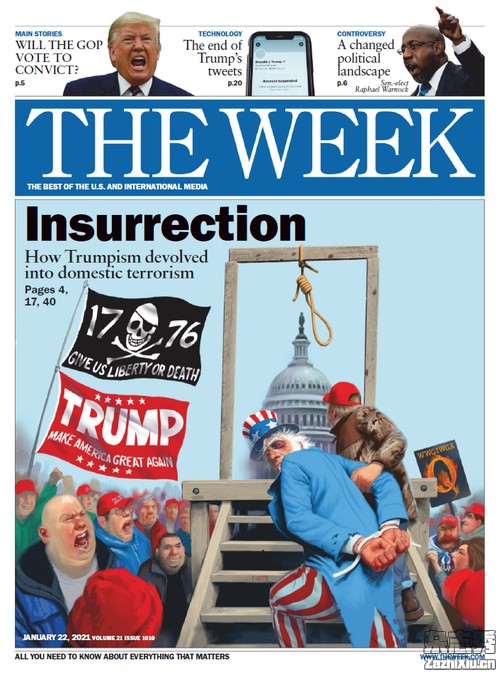 MAIN STORIES
WILL THE GOP
VOTE TO
CONVICT?
p.5
TECHNOLOGY
The end of
Trump's
tweets
p.20
Account suspended
CONTROVERSY
A changed
political
landscape
p.6
Sen.-elect
Raphael Warnock
THE WEEK
THE BEST OF THE U.S. AND INTERNATIONAL MEDIA
Insurrection
How Trumpism devolved
into domestic terrorism
Pages 4,
17, 40
1776
GIVE US LIBERTY OR DEATH
TRUMP
MAKE AMERICA GREAT AGAIN
WWG1WGA
Q
JANUARY 22, 2021 VOLUME 21 ISSUE 1010
ALL YOU NEED TO KNOW ABOUT EVERYTHING THAT MATTERS
WWW.THEWEEK.COM
Zazhixiu.cn